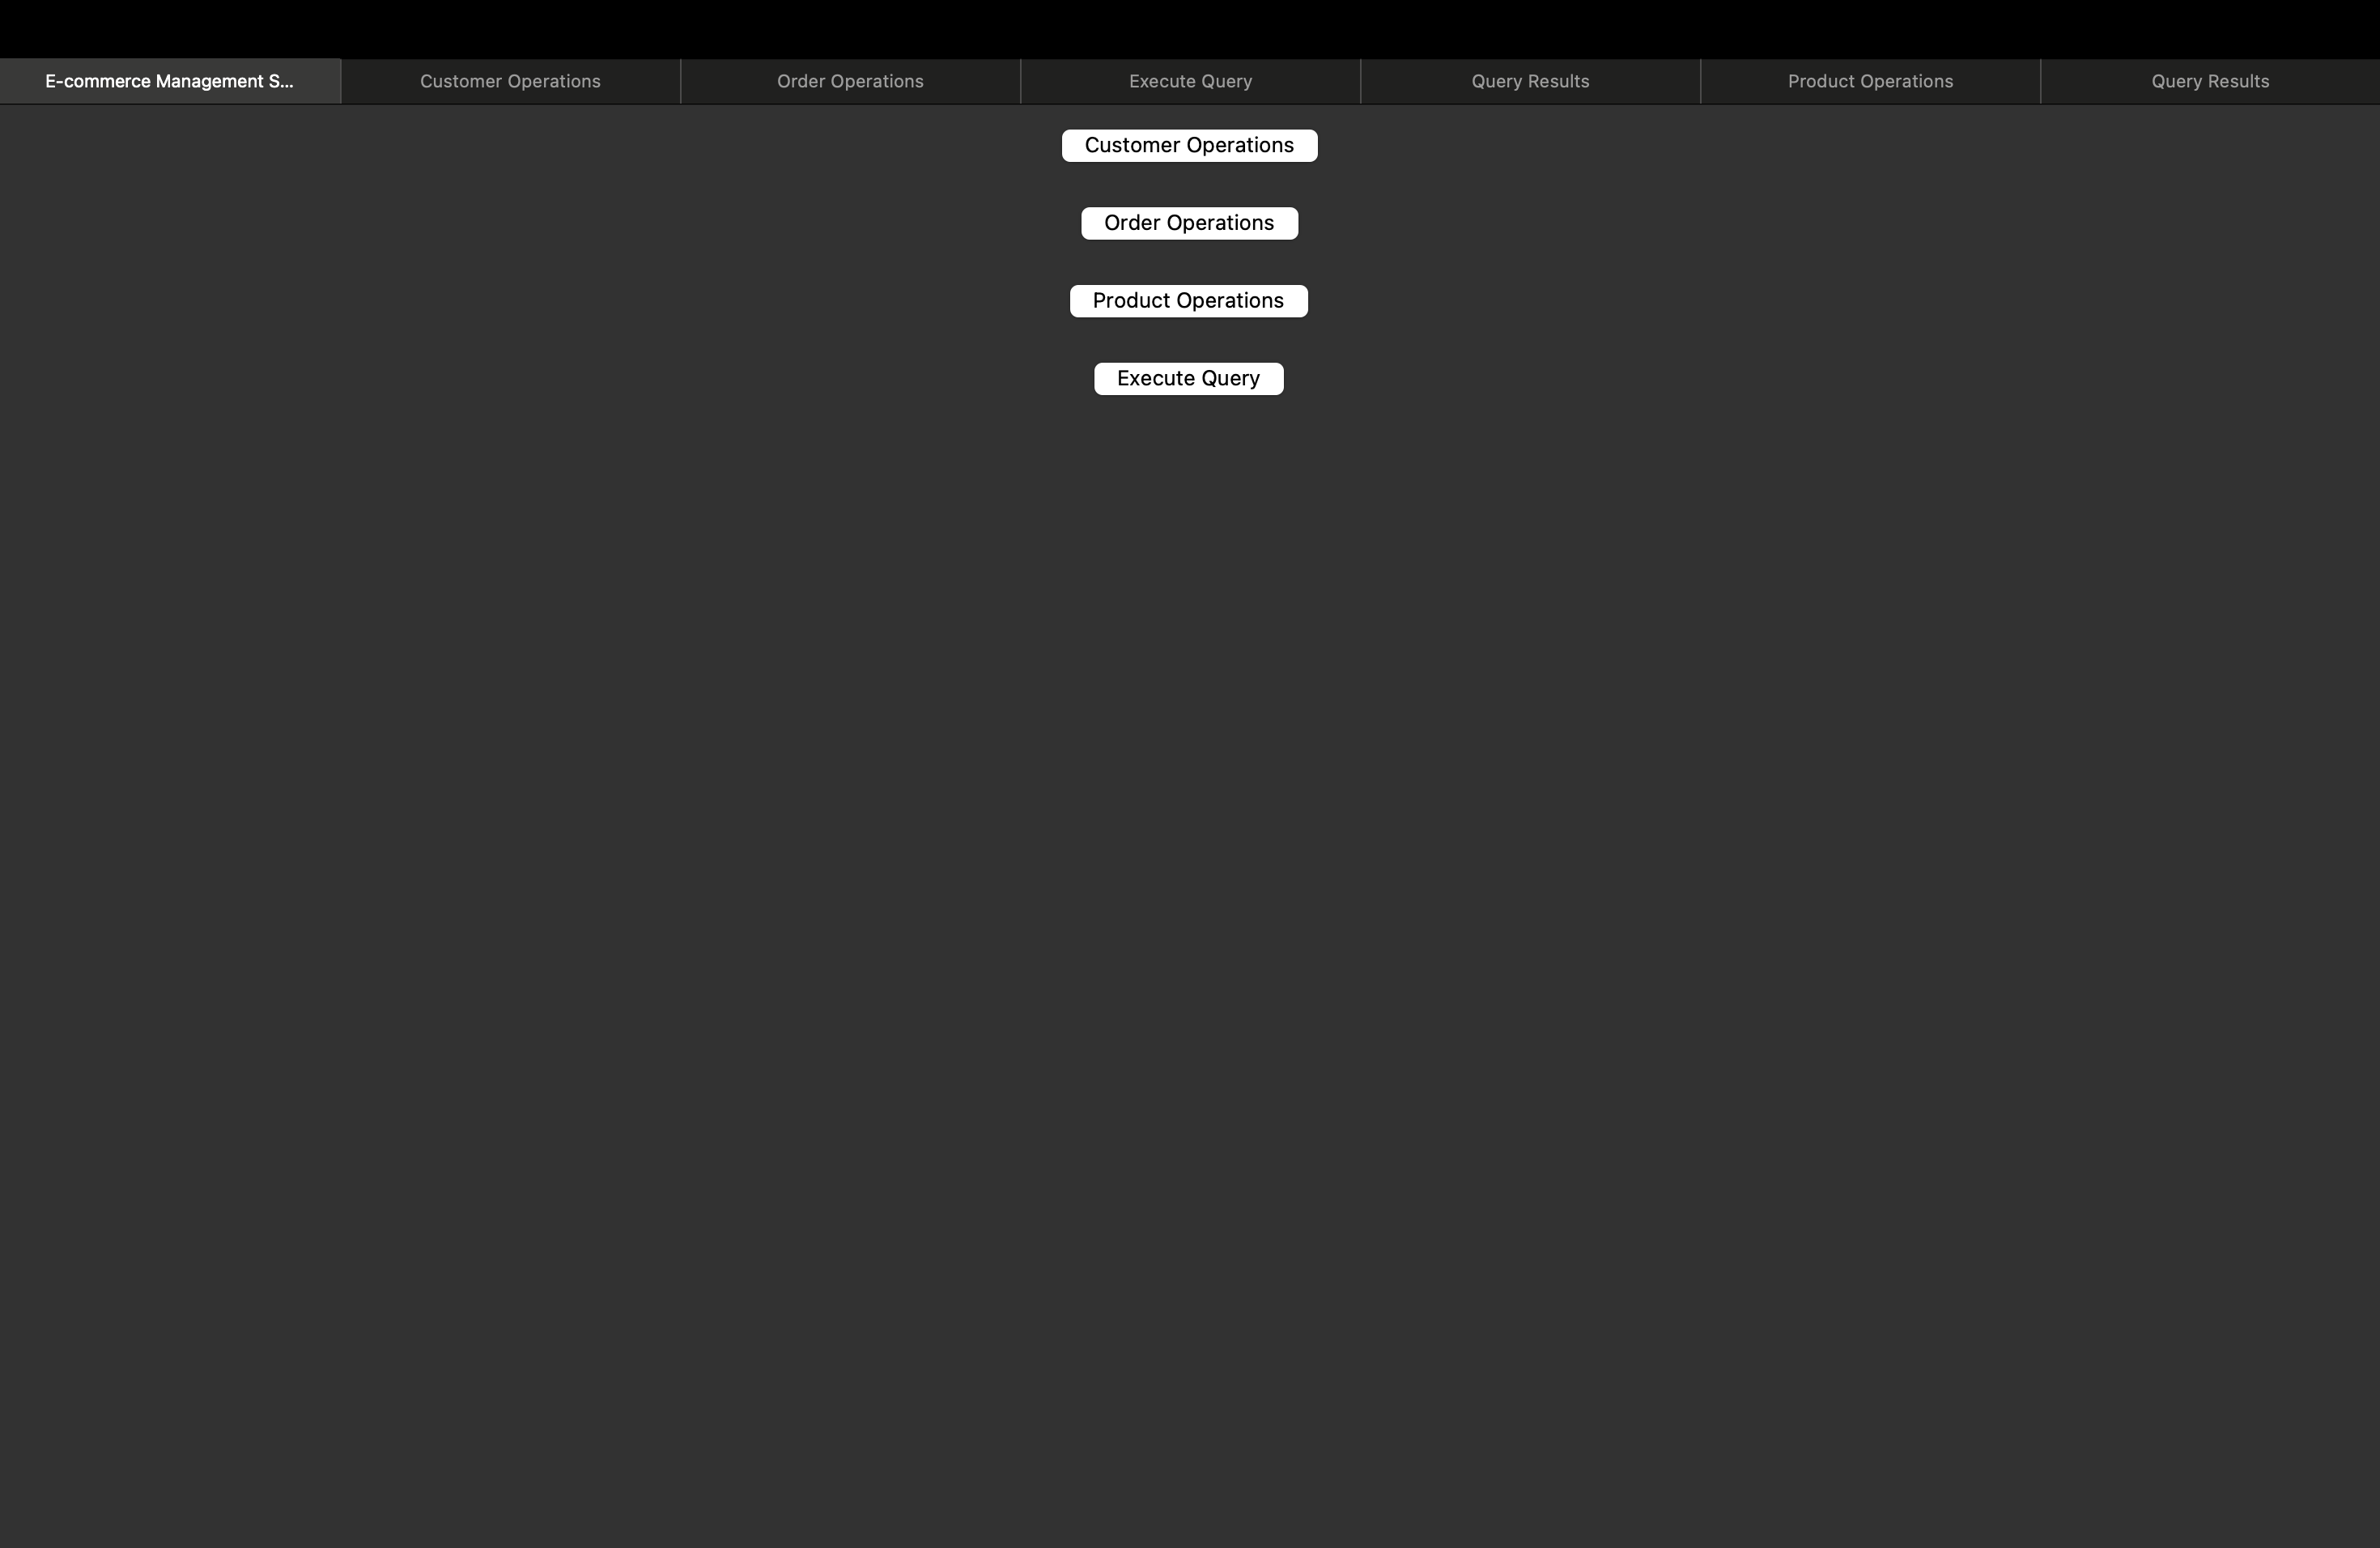 E-commerce Management S...
Customer Operations
Order Operations
Execute Query
Query Results
Product Operations
Query Results
Customer Operations
Order Operations
Product Operations
Execute Query